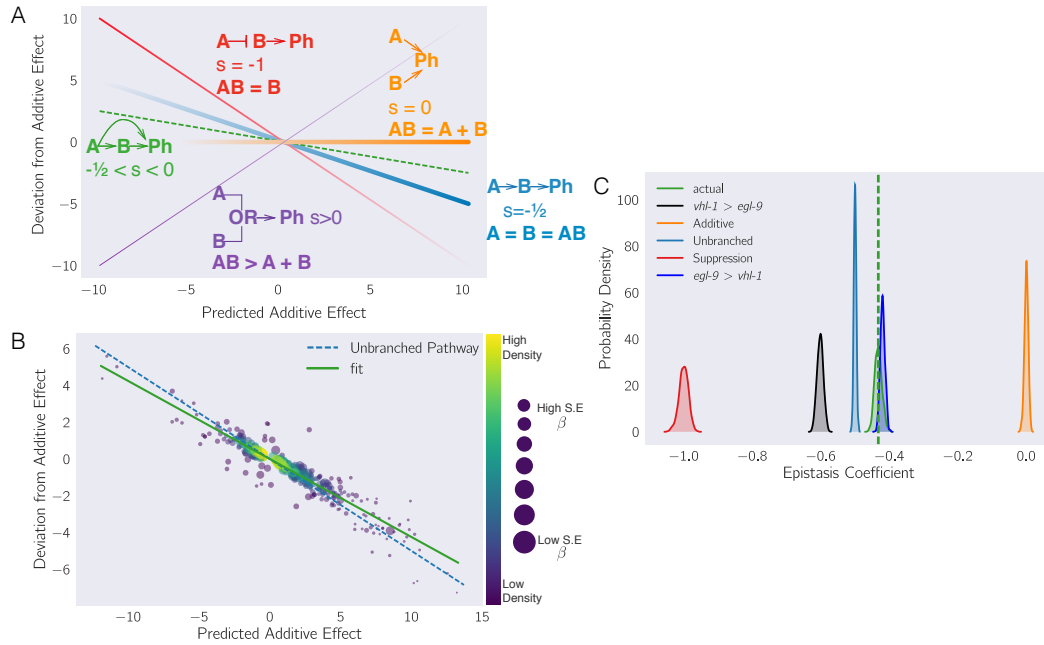 A
10
5
0
−5
−10
Deviation from Additive Effect
A B Ph
s = -1
AB = B
A
Ph
B
s = 0
AB = A + B
A B Ph
-½ < s < 0
A
OR Ph s>0
B
AB > A + B
A B Ph
s=-½
A = B = AB
−10 −5 0 5 10
Predicted Additive Effect
B
6
4
2
0
−2
−4
−6
Deviation from Additive Effect
Unbranched Pathway
fit
−10 −5 0 5 10 15
Predicted Additive Effect
High
Density
High S.E
β
Low S.E
β
Low
Density
C
actual
vhl-1 > egl-9
Additive
Unbranched
Suppression
egl-9 > vhl-1
100
80
60
40
20
0
Probability Density
−1.0 −0.8 −0.6 −0.4 −0.2 0.0
Epistasis Coefficient